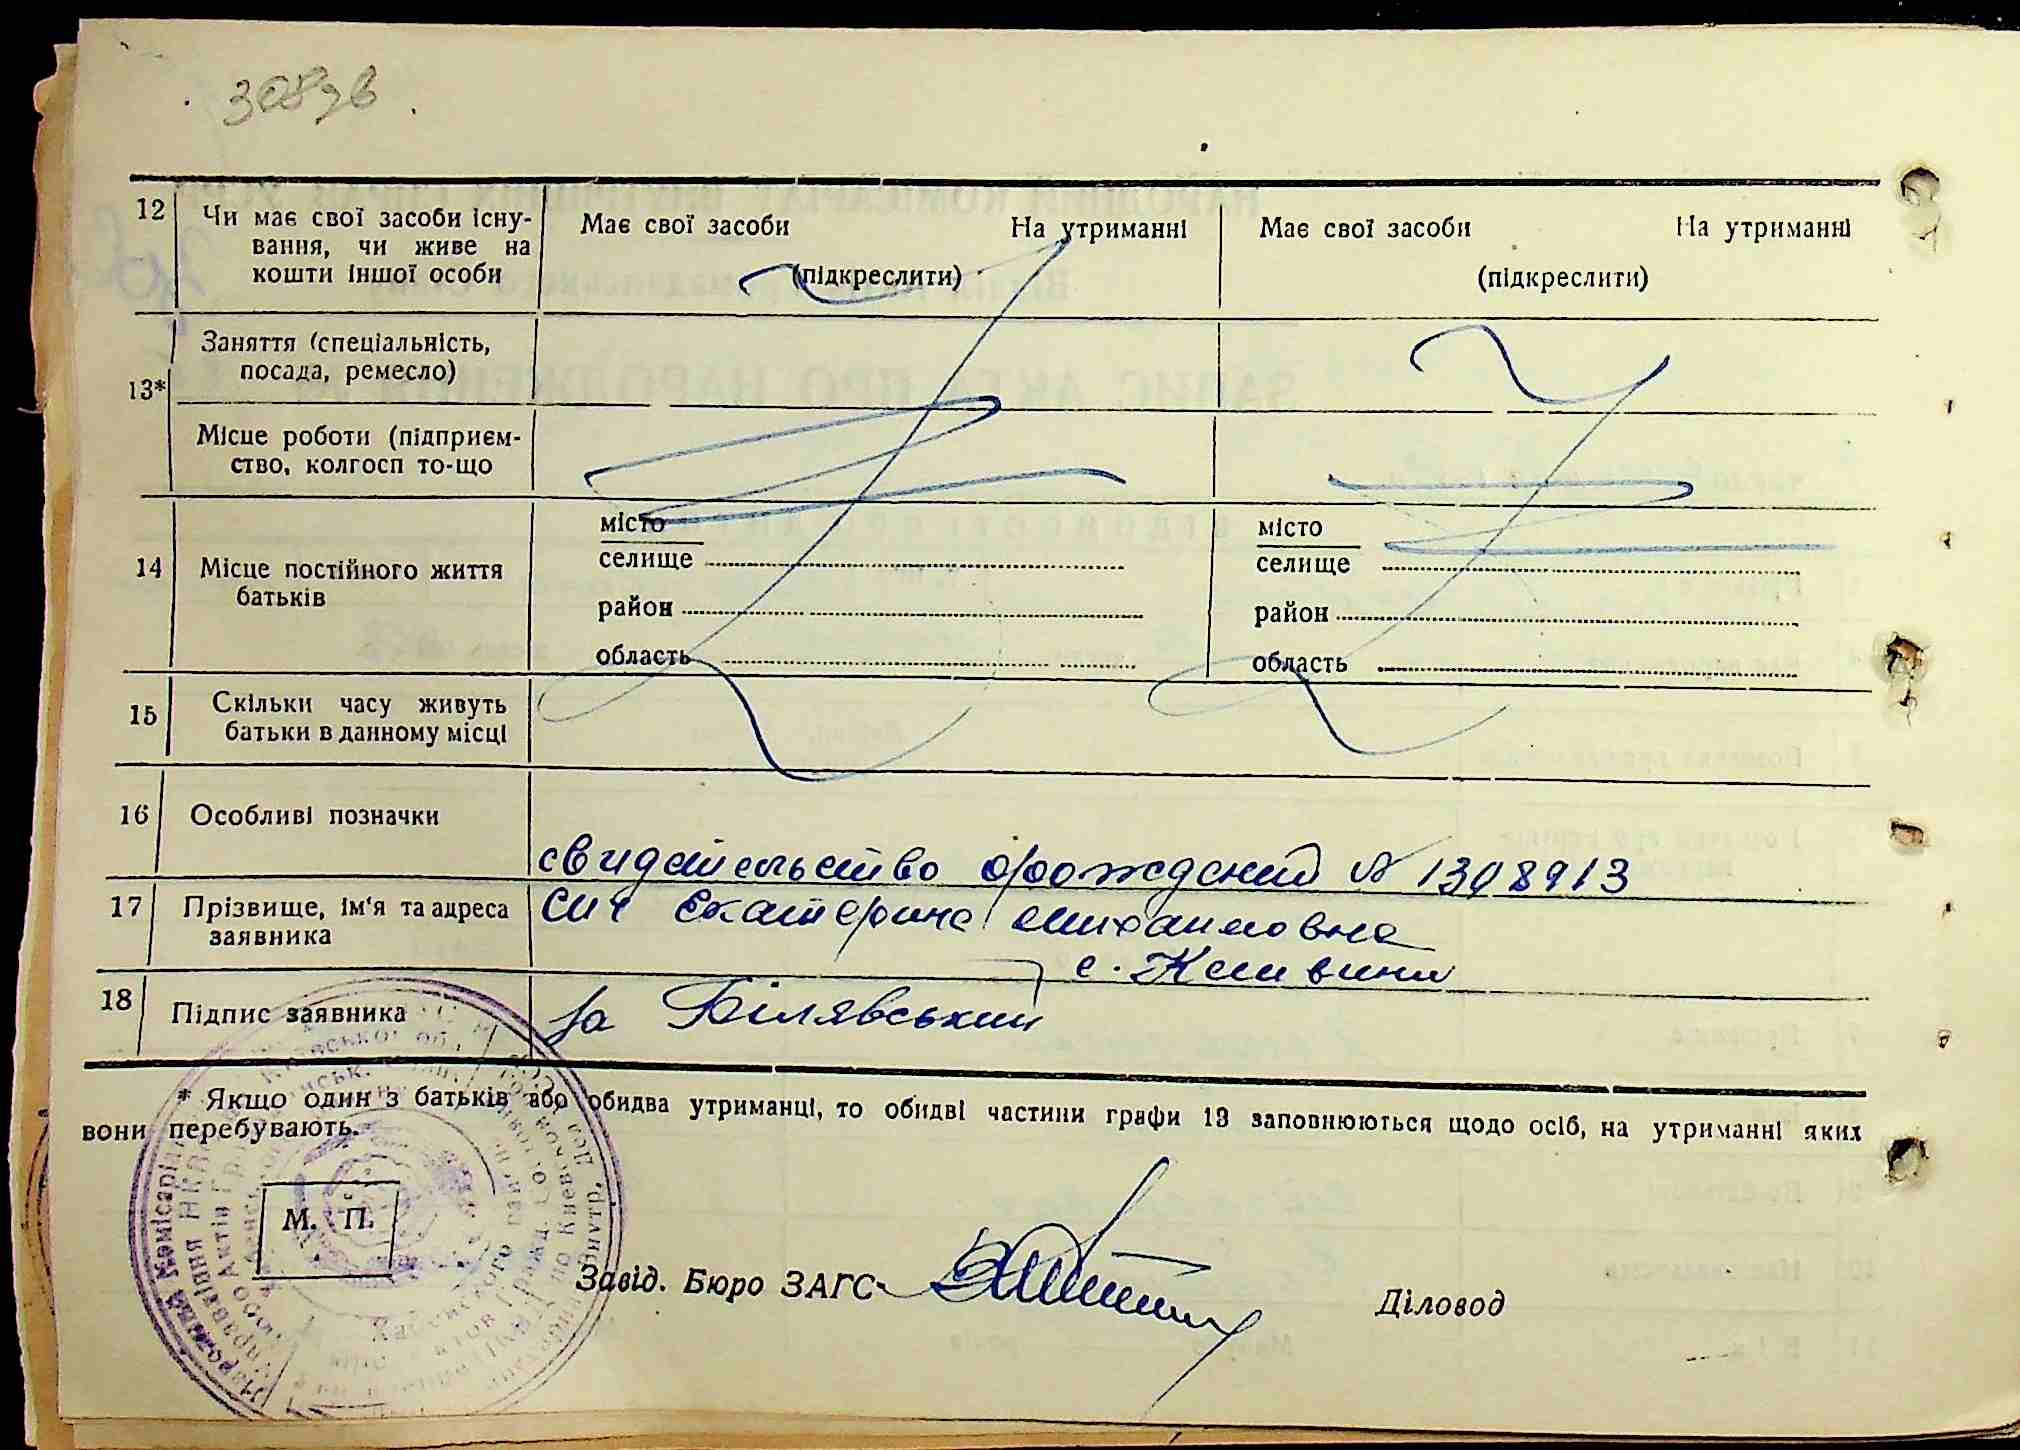 12 Чи має свої засоби існу-
вання, чи живе на
кошти іншої особи
Має свої засоби На утриманні
(підкреслити)
Має свої засоби На утриманні
(підкреслити)
13*
Заняття (спеціальність,
посада, ремесло)
Місце роботи (підприєм-
ство, колгосп то-що
14 Місце постійного життя
батьків
місто
селище
район
область
місто
селище
район
область
15 Скільки часу живуть
батьки в данному місці
16 Особливі позначки
свидетельство о рождении № 1398913
17 Прізвище, ім'я та адреса
заявника
Сич Екатерина Михайловна
с.
18 Підпис заявника
за Білявський
* Якщо один з батьків або обидва утриманці, то обидві частини графи 13 заповнюються щодо осіб, на утриманні яких
вони перебувають.
М. П.
Завід. Бюро ЗАГС
Діловод